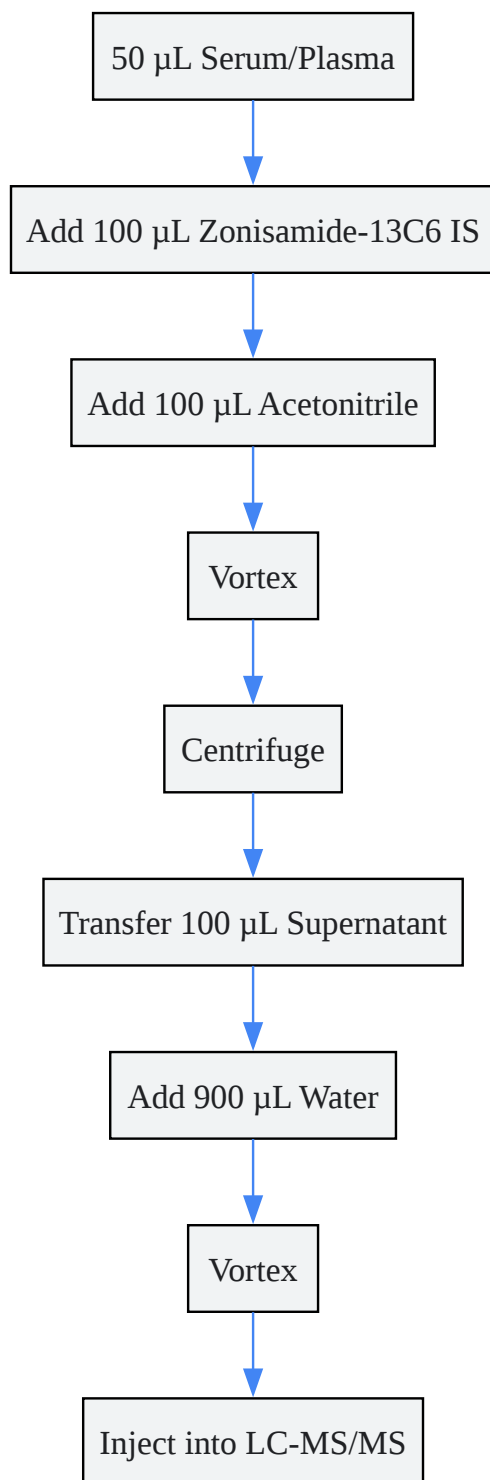 50 µL Serum/Plasma
Add 100 µL Zonisamide-13C6 IS
Add 100 µL Acetonitrile
Vortex
Centrifuge
Transfer 100 µL Supernatant
Add 900 µL Water
Vortex
Inject into LC-MS/MS